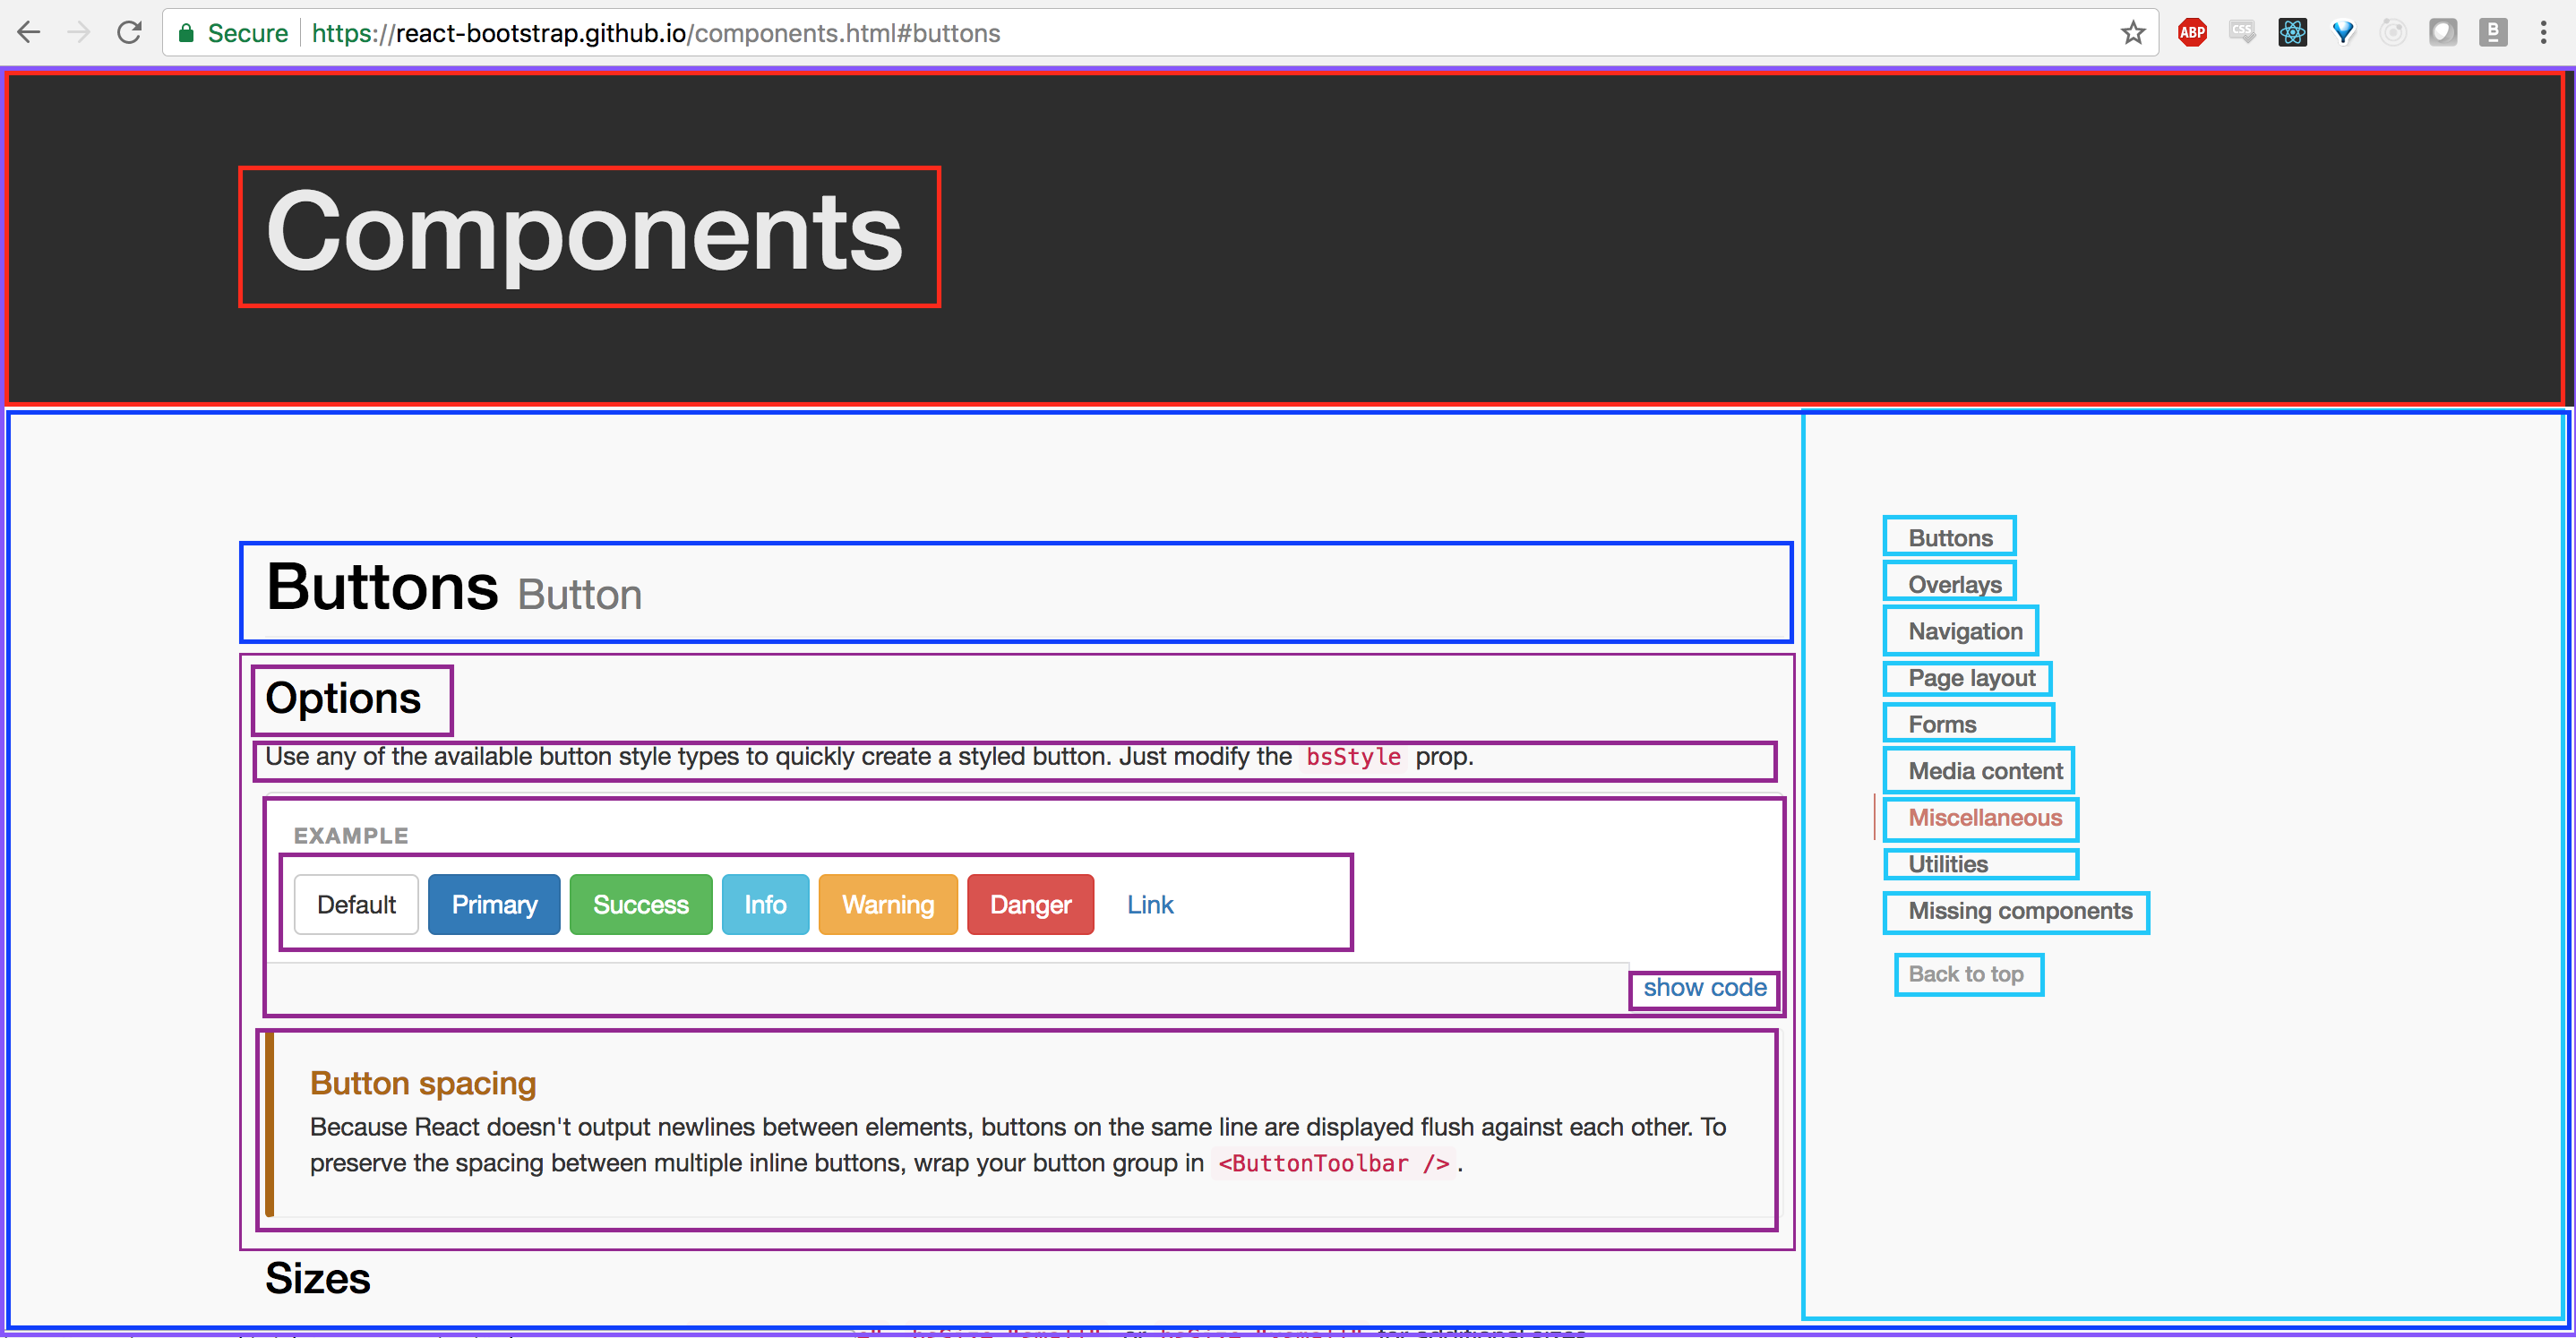 Secure https://react-bootstrap.github.io/components.html#buttons
ABP
CSS
B
Components
Buttons Button
Options
Use any of the available button style types to quickly create a styled button. Just modify the bsStyle prop.
EXAMPLE
Default Primary Success Info Warning Danger Link
show code
Button spacing
Because React doesn't output newlines between elements, buttons on the same line are displayed flush against each other. To
preserve the spacing between multiple inline buttons, wrap your button group in <ButtonToolbar />.
Sizes
Buttons
Overlays
Navigation
Page layout
Forms
Media content
Miscellaneous
Utilities
Missing components
Back to top